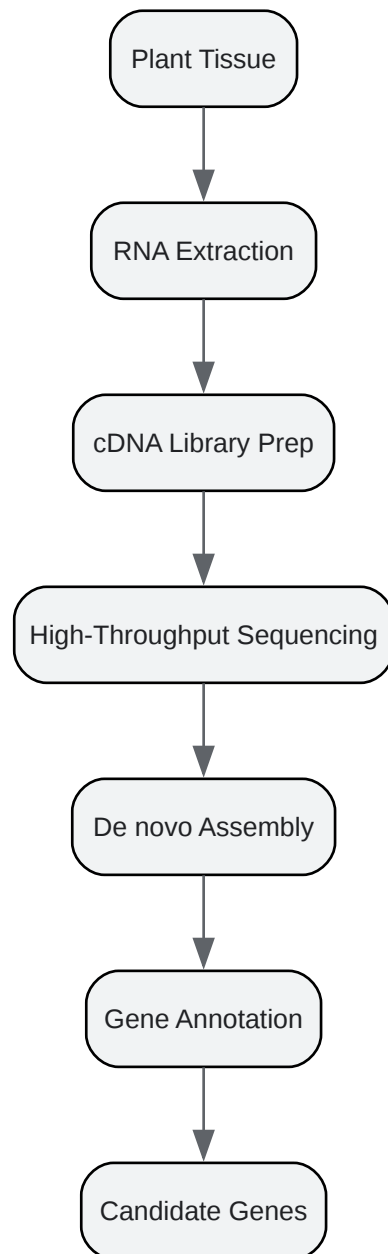 Plant Tissue
RNA Extraction
cDNA Library Prep
High-Throughput Sequencing
De novo Assembly
Gene Annotation
Candidate Genes